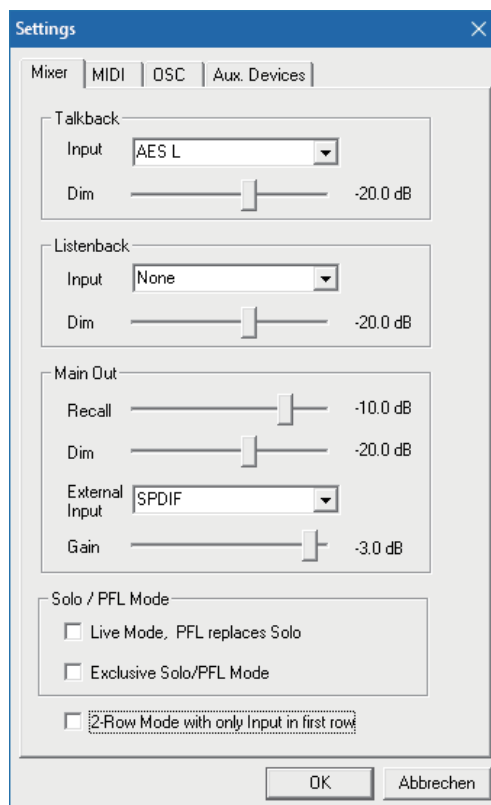 Settings
Mixer MIDI OSC Aux. Devices
Talkback
Input AES L
Dim -20.0 dB
Listenback
Input None
Dim -20.0 dB
Main Out
Recall -10.0 dB
Dim -20.0 dB
External
Input SPDIF
Gain -3.0 dB
Solo / PFL Mode
Live Mode, PFL replaces Solo
Exclusive Solo/PFL Mode
2-Row Mode with only Input in first row
OK Abbrechen